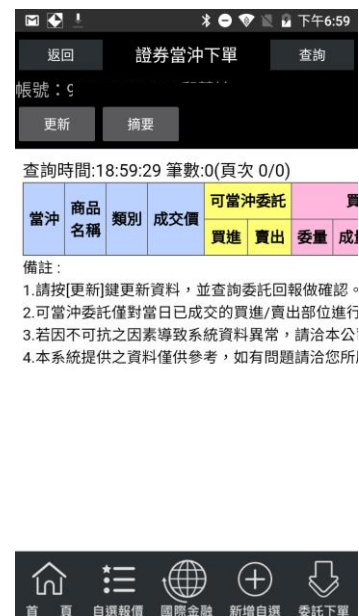 下午6:59
返回 證券當沖下單 查詢
帳號：9
更新 摘要
查詢時間:18:59:29 筆數:0(頁次 0/0)
當沖 商品名稱 類別 成交價 可當沖委託
買進 賣出 委量
備註：
1.請按[更新]鍵更新資料，並查詢委託回報做確認。
2.可當沖委託僅對當日已成交的買進/賣出部位進行
3.若因不可抗之因素導致系統資料異常，請洽本公
4.本系統提供之資料僅供參考，如有問題請洽您所
首頁 自選報價 國際金融 新增自選 委託下單